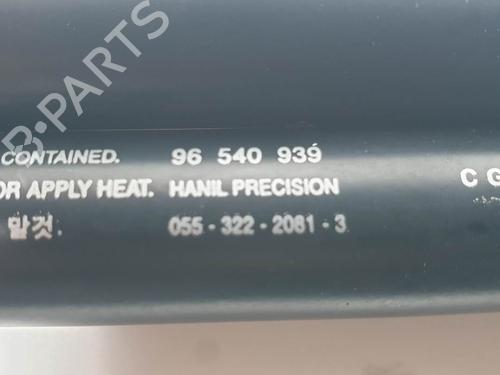 B-PARTS
CONTAINED. 96 540 939
OR APPLY HEAT. HANIL PRECISION
말것. 055-322-2081-3
C G